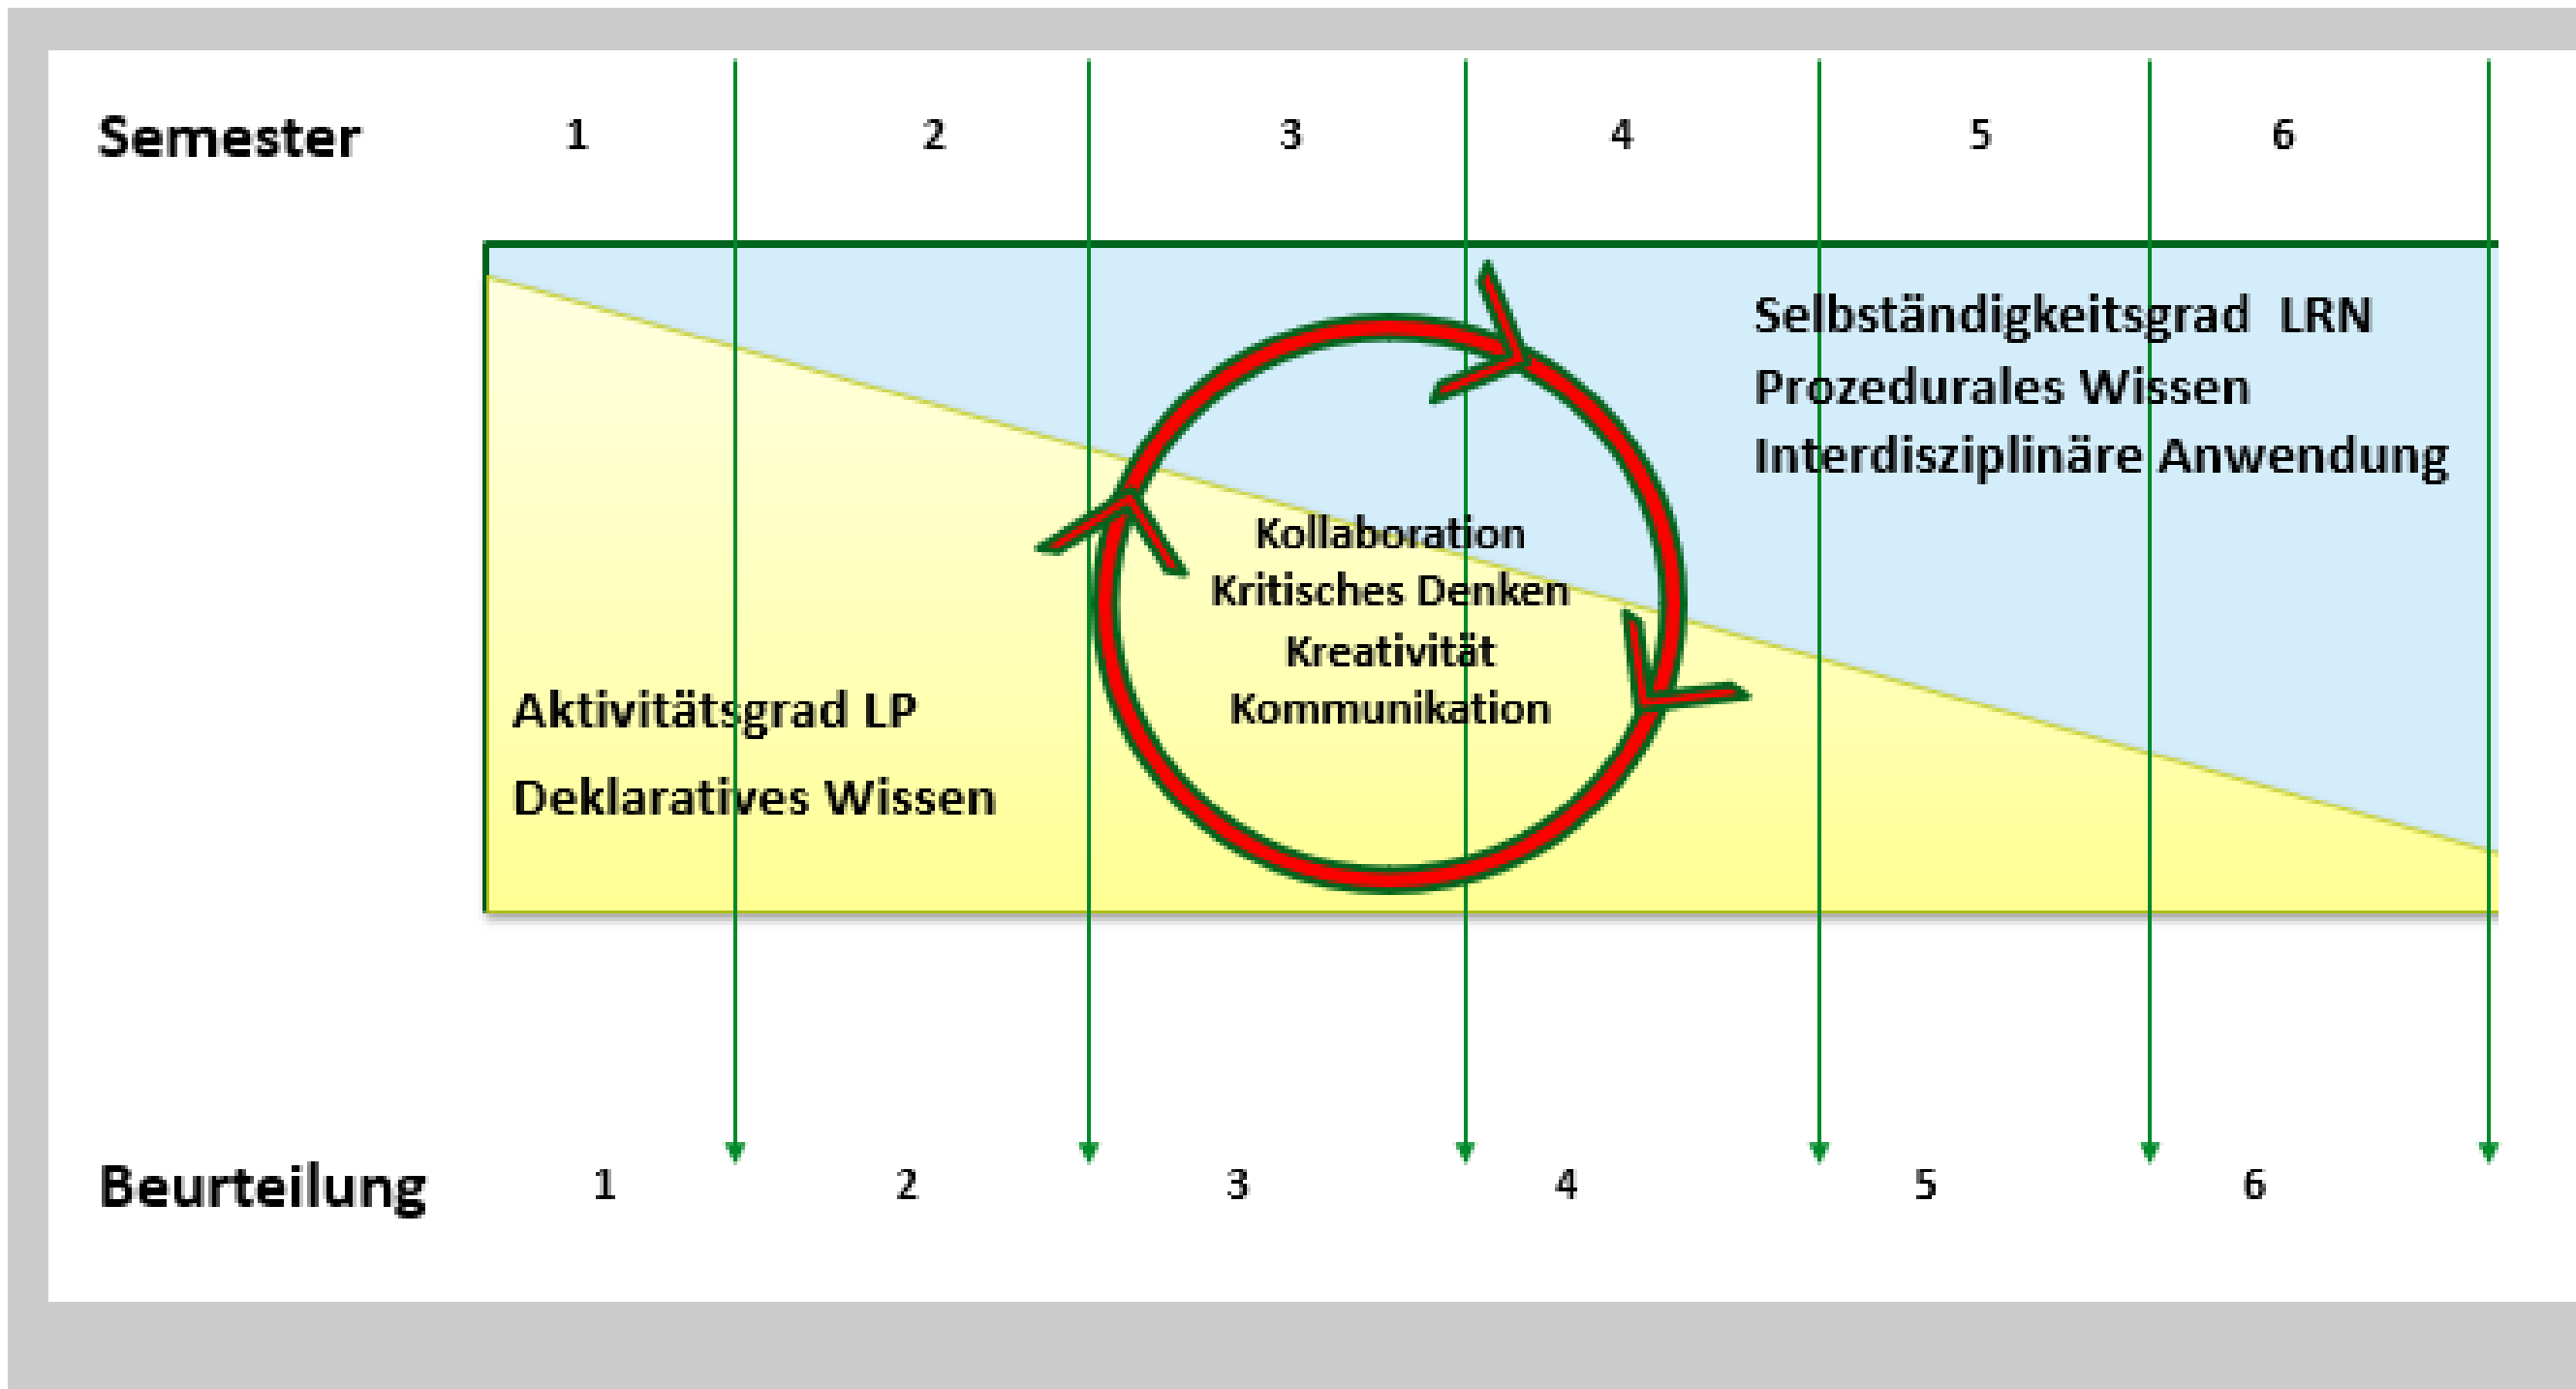 Semester 1 2 3 4 5 6
Selbständigkeitsgrad LRN
Prozedurales Wissen
Interdisziplinäre Anwendung
Kollaboration
Kritisches Denken
Kreativität
Kommunikation
Aktivitätsgrad LP
Deklaratives Wissen
Beurteilung 1 2 3 4 5 6